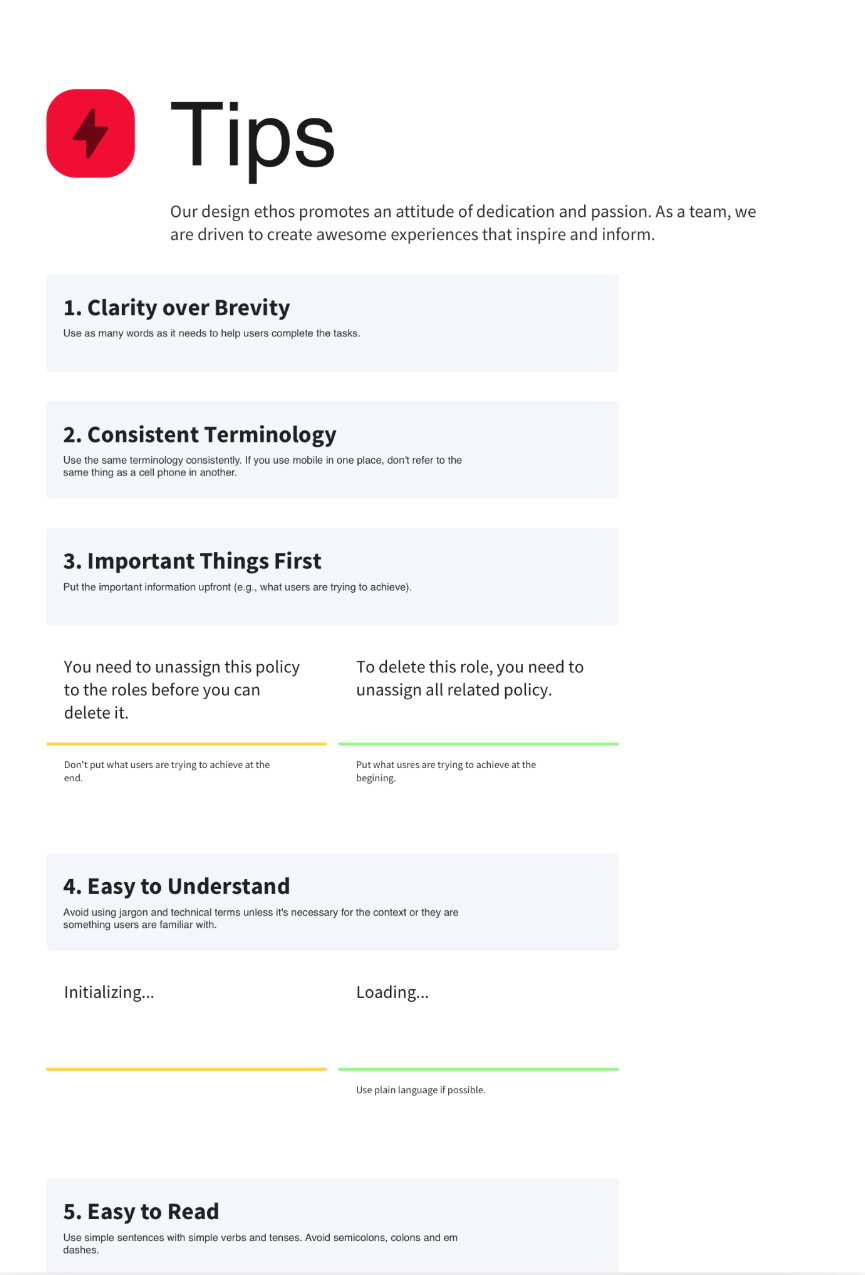 Tips
Our design ethos promotes an attitude of dedication and passion. As a team, we
are driven to create awesome experiences that inspire and inform.
1. Clarity over Brevity
Use as many words as it needs to help users complete the tasks.
2. Consistent Terminology
Use the same terminology consistently. If you use mobile in one place, don't refer to the
same thing as a cell phone in another.
3. Important Things First
Put the important information upfront (e.g., what users are trying to achieve).
You need to unassign this policy
to the roles before you can
delete it.
Don't put what users are trying to achieve at the
end.
To delete this role, you need to
unassign all related policy.
Put what usres are trying to achieve at the
begining.
4. Easy to Understand
Avoid using jargon and technical terms unless it's necessary for the context or they are
something users are familiar with.
Initializing...
Loading...
Use plain language if possible.
5. Easy to Read
Use simple sentences with simple verbs and tenses. Avoid semicolons, colons and em
dashes.